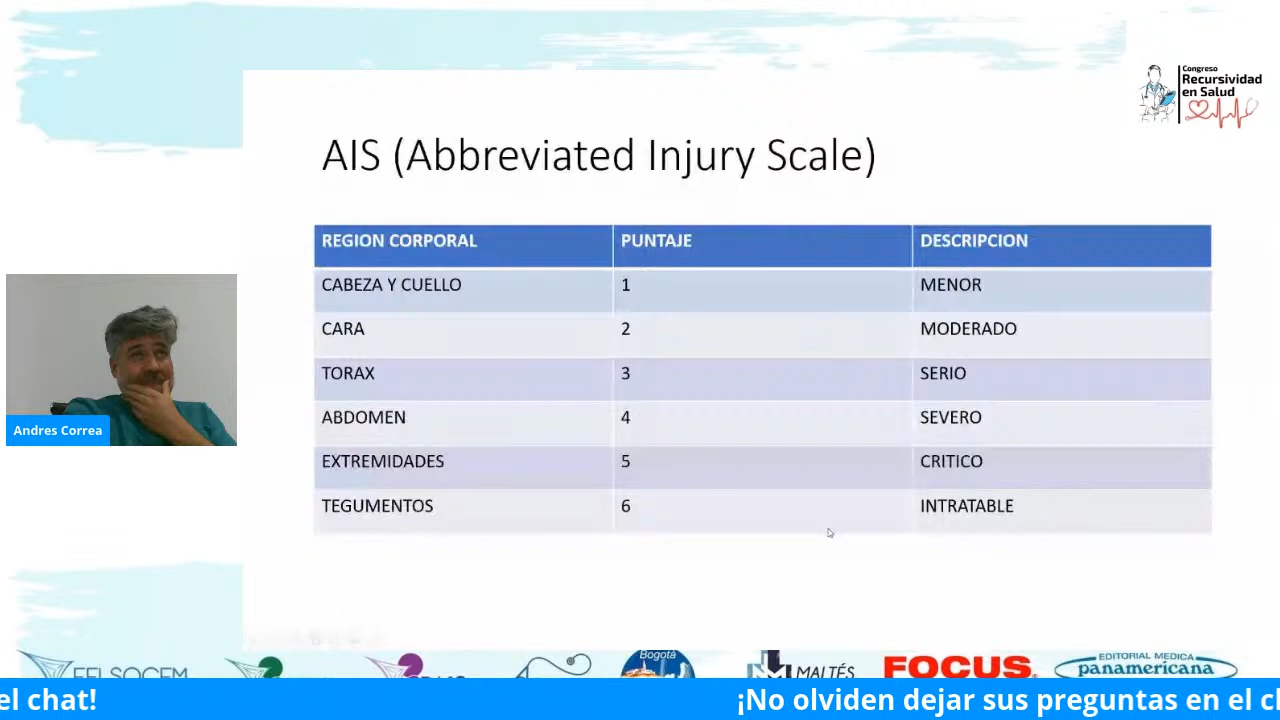 Congreso
Recursividad
en Salud
AIS (Abbreviated Injury Scale)
REGION CORPORAL PUNTAJE DESCRIPCION
CABEZA Y CUELLO 1 MENOR
CARA 2 MODERADO
TORAX 3 SERIO
ABDOMEN 4 SEVERO
EXTREMIDADES 5 CRITICO
TEGUMENTOS 6 INTRATABLE
Andres Correa
Bogotá
MALTÉS
FOCUS
EDITORIAL MEDICA
panamericana
el chat!
¡No olviden dejar sus preguntas en el